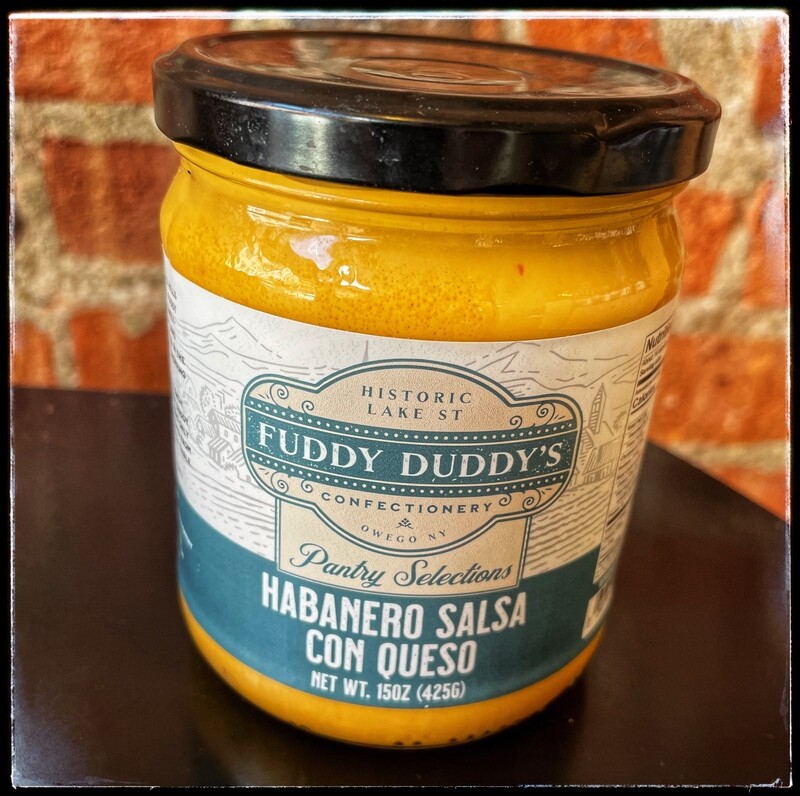 HISTORIC
LAKE ST
FUDDY DUDDY'S
CONFECTIONERY
OWEGO NY
Pantry Selections
HABANERO SALSA
CON QUESO
NET WT. 15OZ (425G)